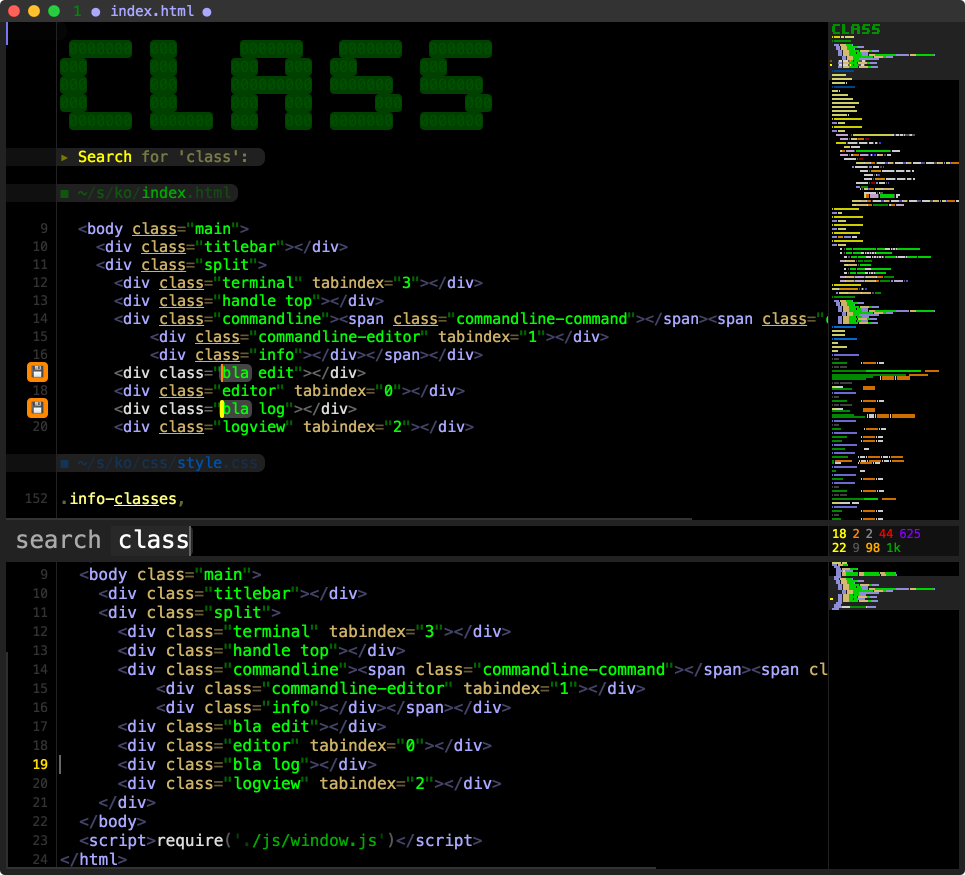 1 ● index.html ●
CLASS
CLASS
▸ Search for 'class':
■ ~/s/ko/index.html
9 <body class="main">
10 <div class="titlebar"></div>
11 <div class="split">
12 <div class="terminal" tabindex="3"></div>
13 <div class="handle top"></div>
14 <div class="commandline"><span class="commandline-command"></span><span class="
15 <div class="commandline-editor" tabindex="1"></div>
16 <div class="info"></div></span></div>
<div class="bla edit"></div>
18 <div class="editor" tabindex="0"></div>
<div class="bla log"></div>
20 <div class="logview" tabindex="2"></div>
■ ~/s/ko/css/style.css
152 .info-classes,
search class
18 2 2 44 625
22 9 98 1k
9 <body class="main">
10 <div class="titlebar"></div>
11 <div class="split">
12 <div class="terminal" tabindex="3"></div>
13 <div class="handle top"></div>
14 <div class="commandline"><span class="commandline-command"></span><span cl
15 <div class="commandline-editor" tabindex="1"></div>
16 <div class="info"></div></span></div>
17 <div class="bla edit"></div>
18 <div class="editor" tabindex="0"></div>
19 <div class="bla log"></div>
20 <div class="logview" tabindex="2"></div>
21 </div>
22 </body>
23 <script>require('./js/window.js')</script>
24 </html>